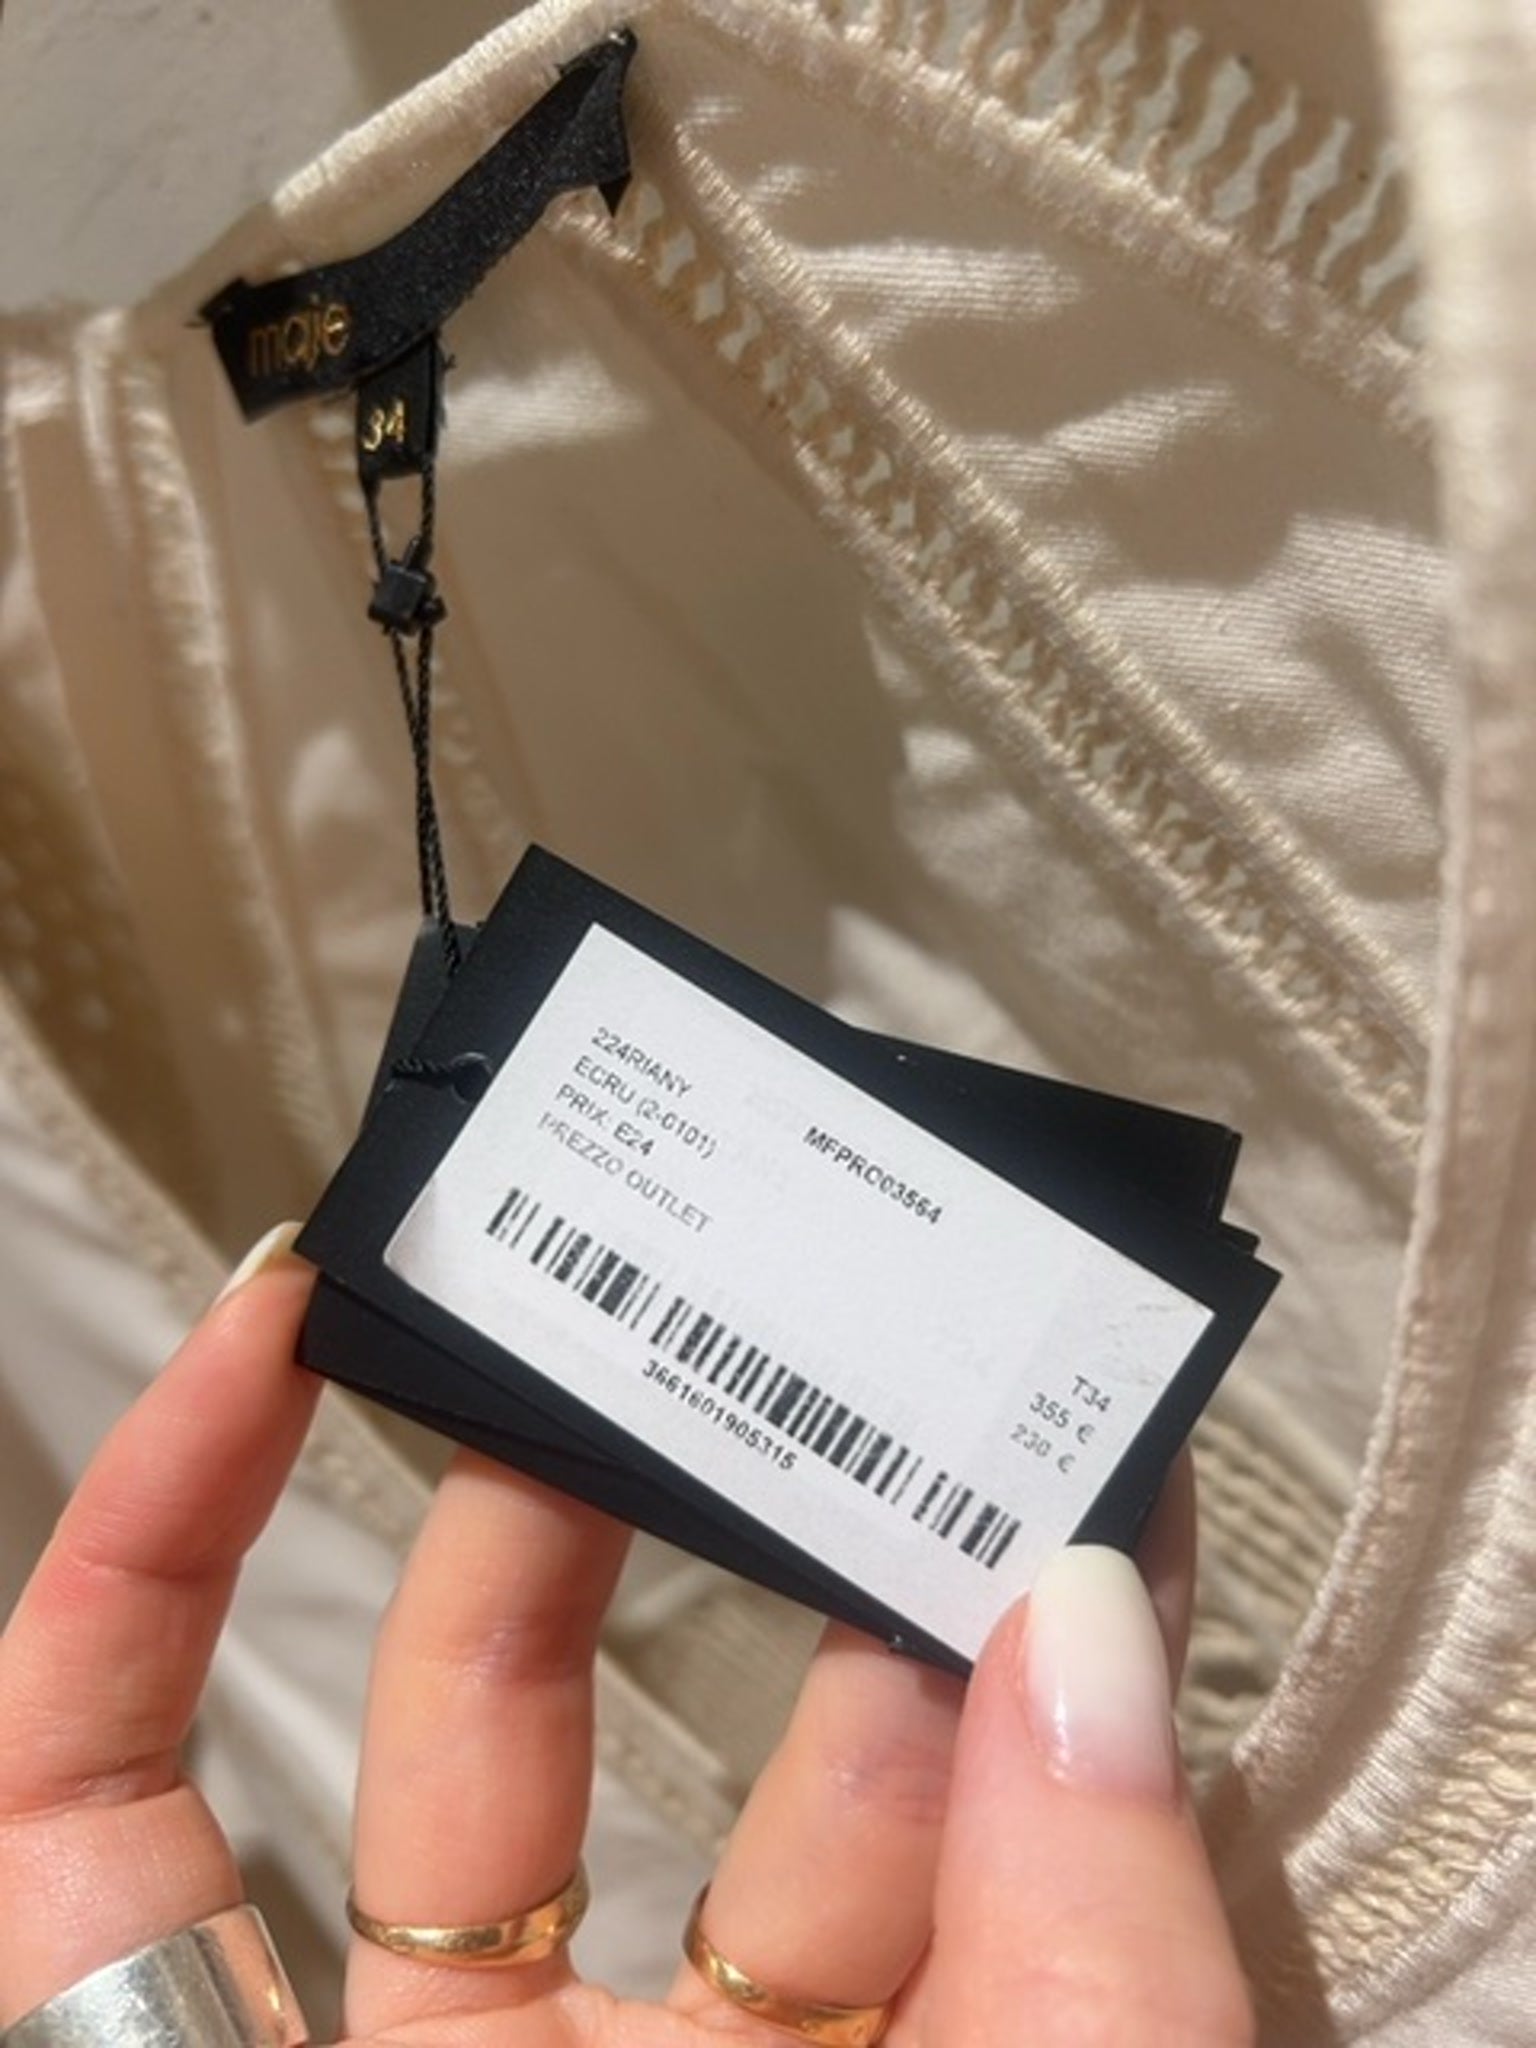 maje
34
224RIANY
MFPRO03564
ECRU (2-0101)
PRIX: E24
PREZZO OUTLET
T34
355 €
230 €
3661601905315